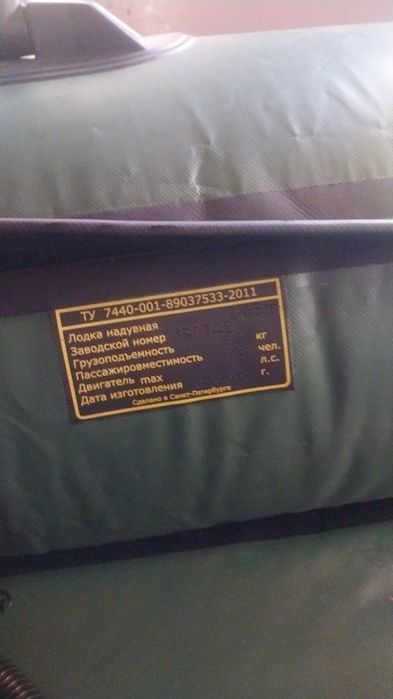 ТУ 7440-001-89037533-2011
Лодка надувная
Заводской номер
Грузоподъемность кг
Пассажировместимость чел.
Двигатель max л.с.
Дата изготовления г.
Сделано в Санкт-Петербурге